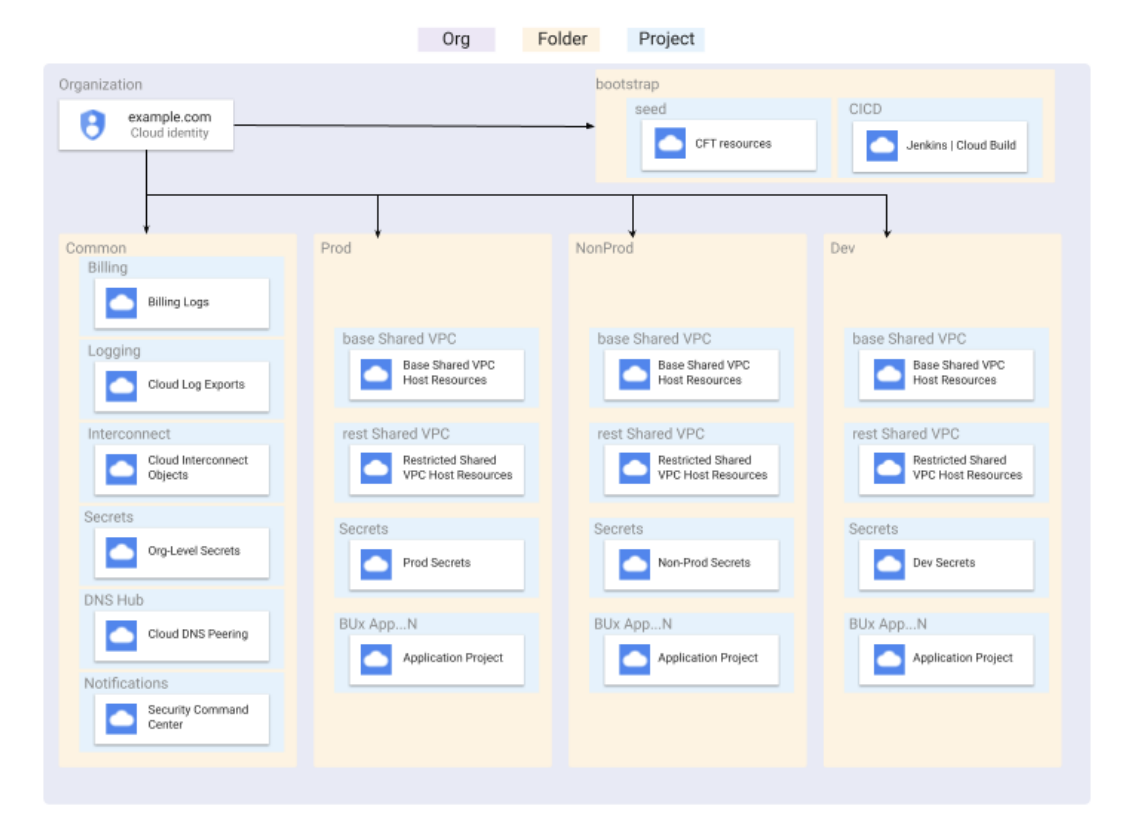 Org
Folder
Project
Organization
example.com
Cloud identity
bootstrap
seed
CFT resources
CICD
Jenkins | Cloud Build
Common
Billing
Billing Logs
Logging
Cloud Log Exports
Interconnect
Cloud Interconnect
Objects
Secrets
Org-Level Secrets
DNS Hub
Cloud DNS Peering
Notifications
Security Command
Center
Prod
base Shared VPC
Base Shared VPC
Host Resources
rest Shared VPC
Restricted Shared
VPC Host Resources
Secrets
Prod Secrets
BUx App...N
Application Project
NonProd
base Shared VPC
Base Shared VPC
Host Resources
rest Shared VPC
Restricted Shared
VPC Host Resources
Secrets
Non-Prod Secrets
BUx App...N
Application Project
Dev
base Shared VPC
Base Shared VPC
Host Resources
rest Shared VPC
Restricted Shared
VPC Host Resources
Secrets
Dev Secrets
BUx App...N
Application Project